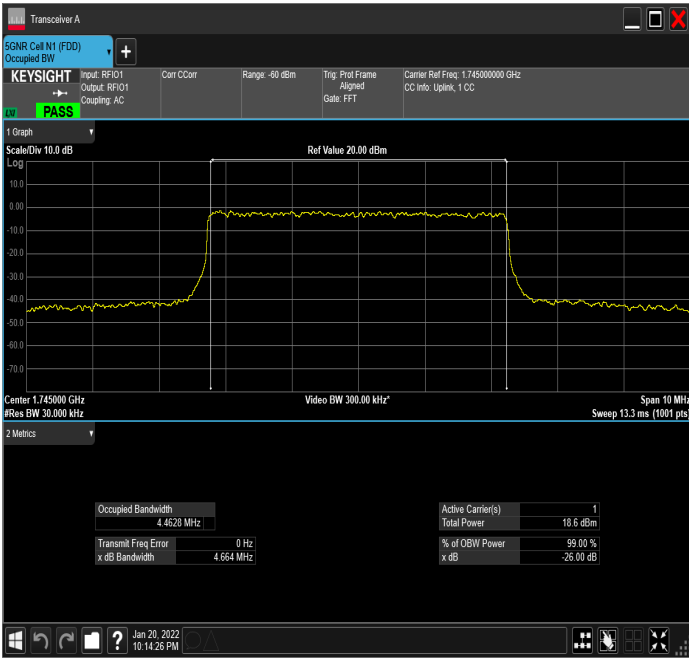 Transceiver A
5GNR Cell N1 (FDD)
Occupied BW
+
KEYSIGHT
PASS
Input: RFIO1
Output: RFIO1
Coupling: AC
Corr CCorr
Range: -60 dBm
Trig: Prot Frame
Aligned
Gate: FFT
Carrier Ref Freq: 1.745000000 GHz
CC Info: Uplink, 1 CC
1 Graph
Scale/Div 10.0 dB
Ref Value 20.00 dBm
Log
10.0
0.00
-10.0
-20.0
-30.0
-40.0
-50.0
-60.0
-70.0
Center 1.745000 GHz
Video BW 300.00 kHz*
Span 10 MHz
#Res BW 30.000 kHz
Sweep 13.3 ms (1001 pts)
2 Metrics
Occupied Bandwidth
4.4628 MHz
Transmit Freq Error 0 Hz
x dB Bandwidth 4.664 MHz
Active Carrier(s) 1
Total Power 18.6 dBm
% of OBW Power 99.00 %
x dB -26.00 dB
?
Jan 20, 2022
10:14:26 PM